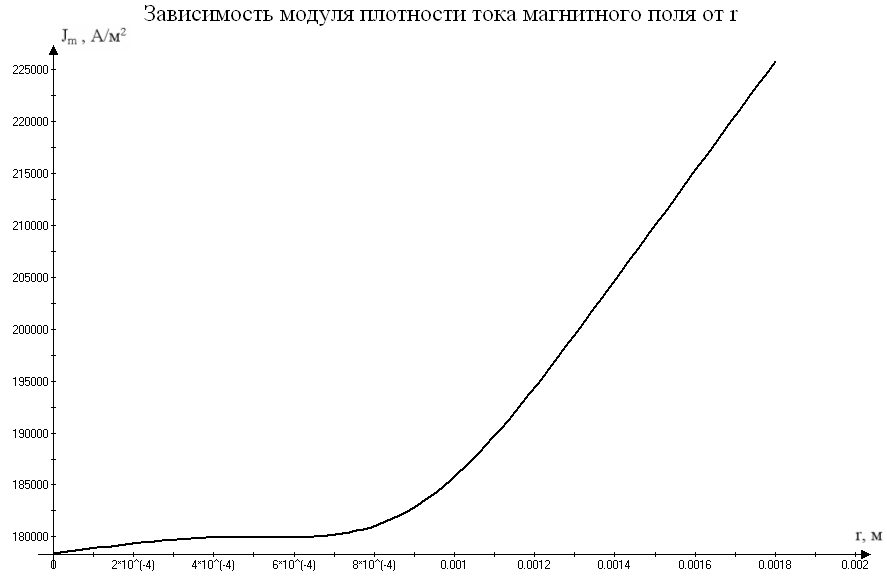 Зависимость модуля плотности тока магнитного поля от r
Jm , А/м²
225000
220000
215000
210000
205000
200000
195000
190000
185000
180000
r, м
0 2*10^(-4) 4*10^(-4) 6*10^(-4) 8*10^(-4) 0.001 0.0012 0.0014 0.0016 0.0018 0.002